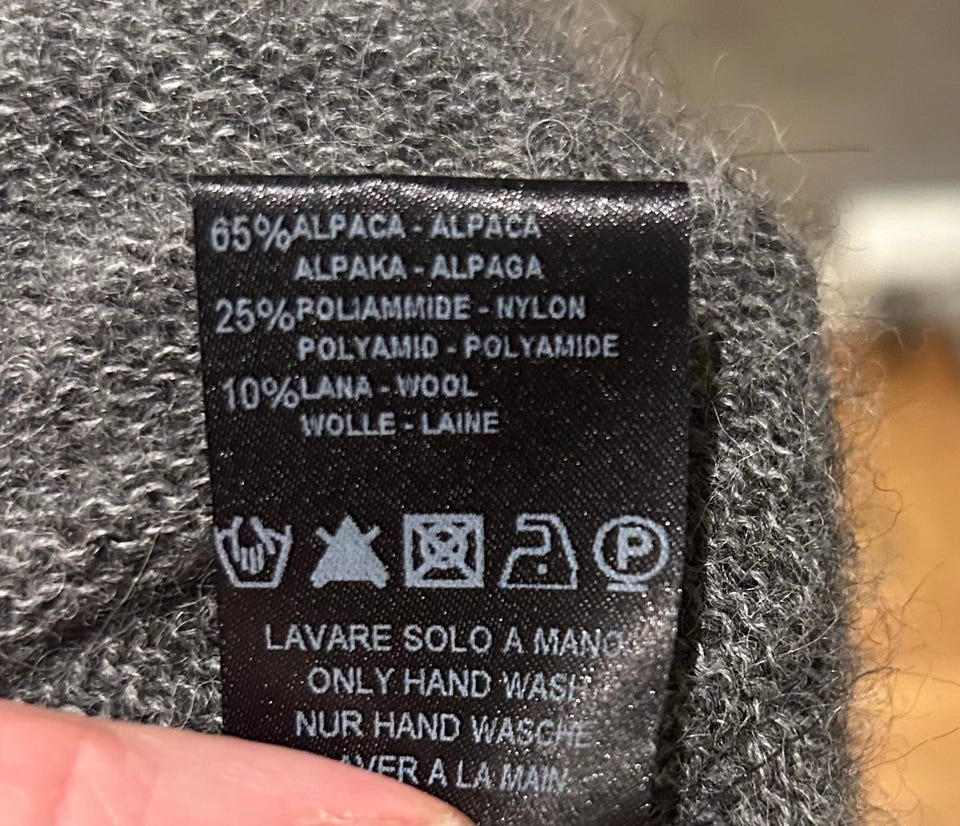 65% ALPACA - ALPACA
ALPAKA - ALPAGA
25% POLIAMMIDE - NYLON
POLYAMID - POLYAMIDE
10% LANA - WOOL
WOLLE - LAINE
P
LAVARE SOLO A MANO
ONLY HAND WASH
NUR HAND WASCHE
A LA MAIN